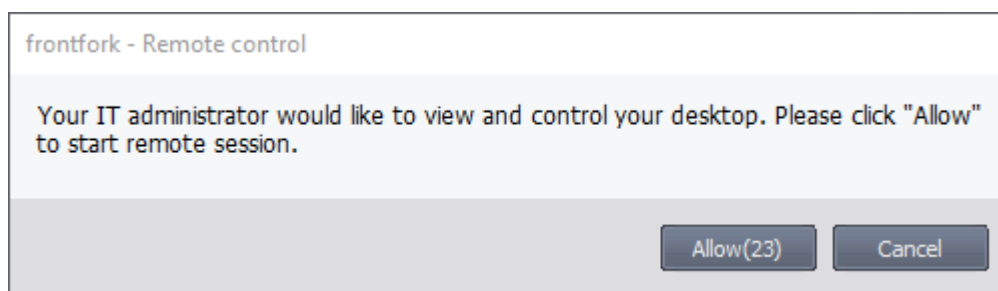 frontfork - Remote control
Your IT administrator would like to view and control your desktop. Please click "Allow"
to start remote session.
Allow(23) Cancel